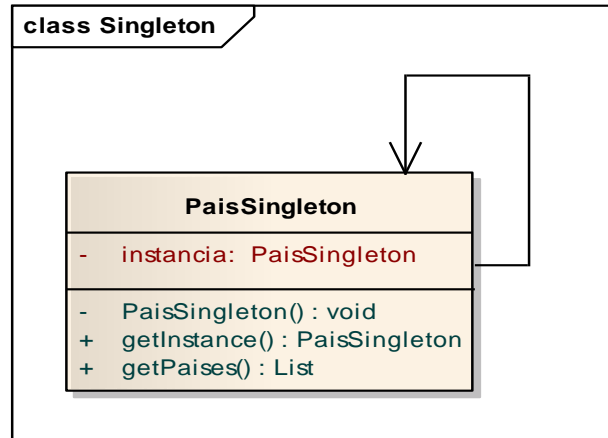 class Singleton
PaisSingleton
- instancia: PaisSingleton
- PaisSingleton() : void
+ getInstance() : PaisSingleton
+ getPaises() : List